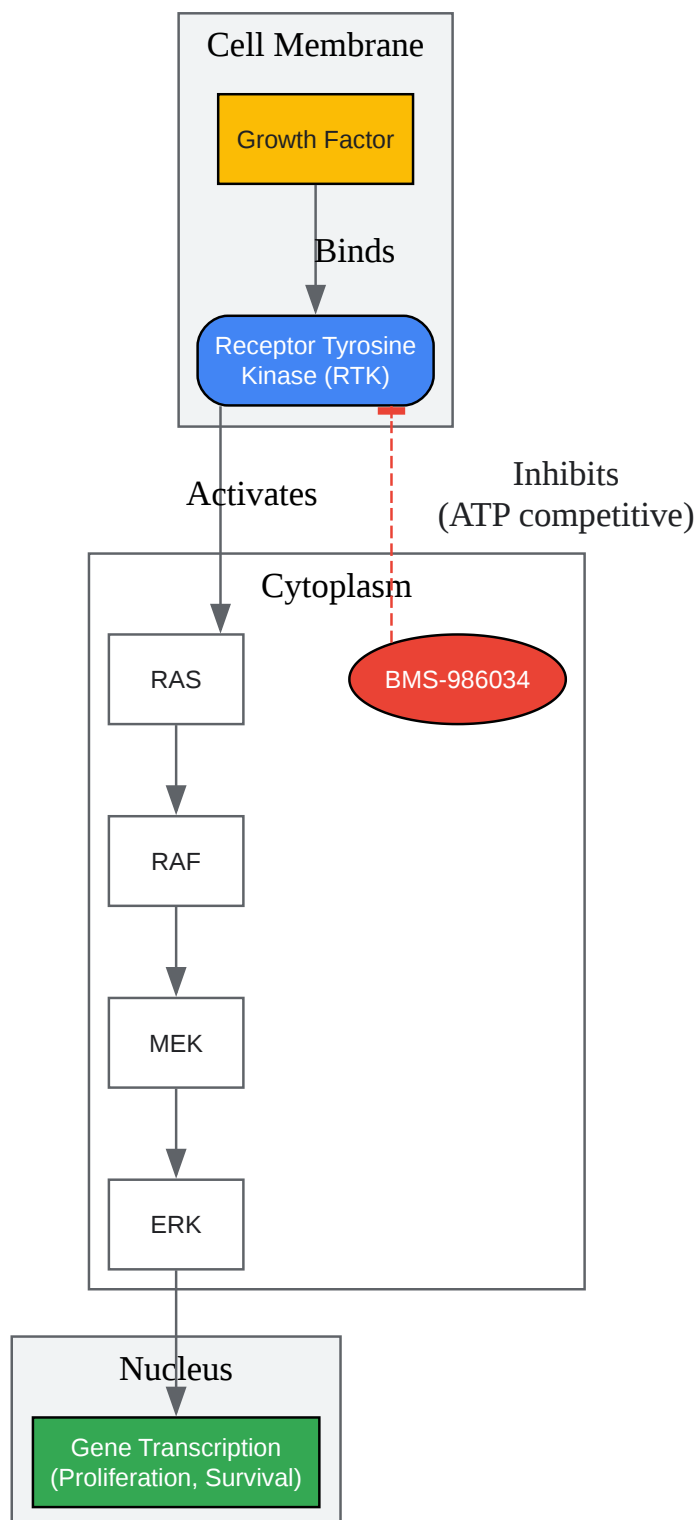 Cell Membrane
Growth Factor
Binds
Receptor Tyrosine
Kinase (RTK)
Activates
Inhibits
(ATP competitive)
Cytoplasm
RAS
BMS-986034
RAF
MEK
ERK
Nucleus
Gene Transcription
(Proliferation, Survival)